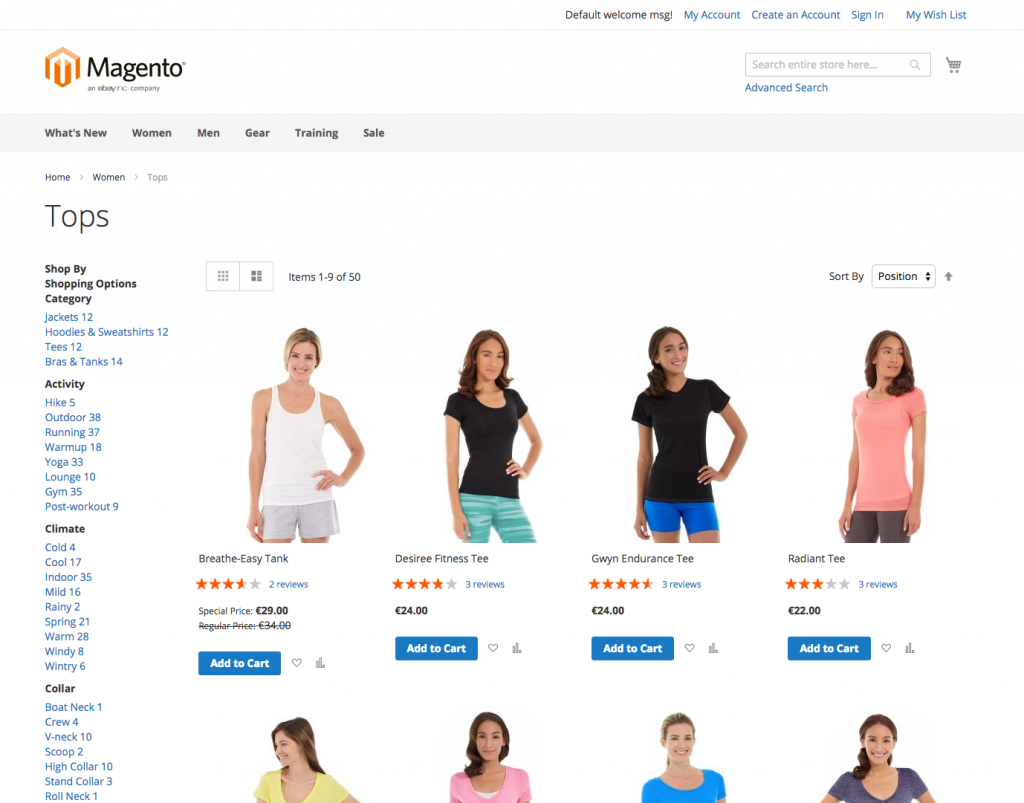 Default welcome msg! My Account Create an Account Sign In My Wish List
Magento
an ebay inc company
Search entire store here...
Advanced Search
What's New Women Men Gear Training Sale
Home Women Tops
Tops
Shop By
Shopping Options
Category
Jackets 12
Hoodies & Sweatshirts 12
Tees 12
Bras & Tanks 14
Activity
Hike 5
Outdoor 38
Running 37
Warmup 18
Yoga 33
Lounge 10
Gym 35
Post-workout 9
Climate
Cold 4
Cool 17
Indoor 35
Mild 16
Rainy 2
Spring 21
Warm 28
Windy 8
Wintry 6
Collar
Boat Neck 1
Crew 4
V-neck 10
Scoop 2
High Collar 10
Stand Collar 3
Roll Neck 1
Items 1-9 of 50
Sort By Position
Breathe-Easy Tank
2 reviews
Special Price: €29.00
Regular Price: €34.00
Add to Cart
Desiree Fitness Tee
3 reviews
€24.00
Add to Cart
Gwyn Endurance Tee
3 reviews
€24.00
Add to Cart
Radiant Tee
3 reviews
€22.00
Add to Cart